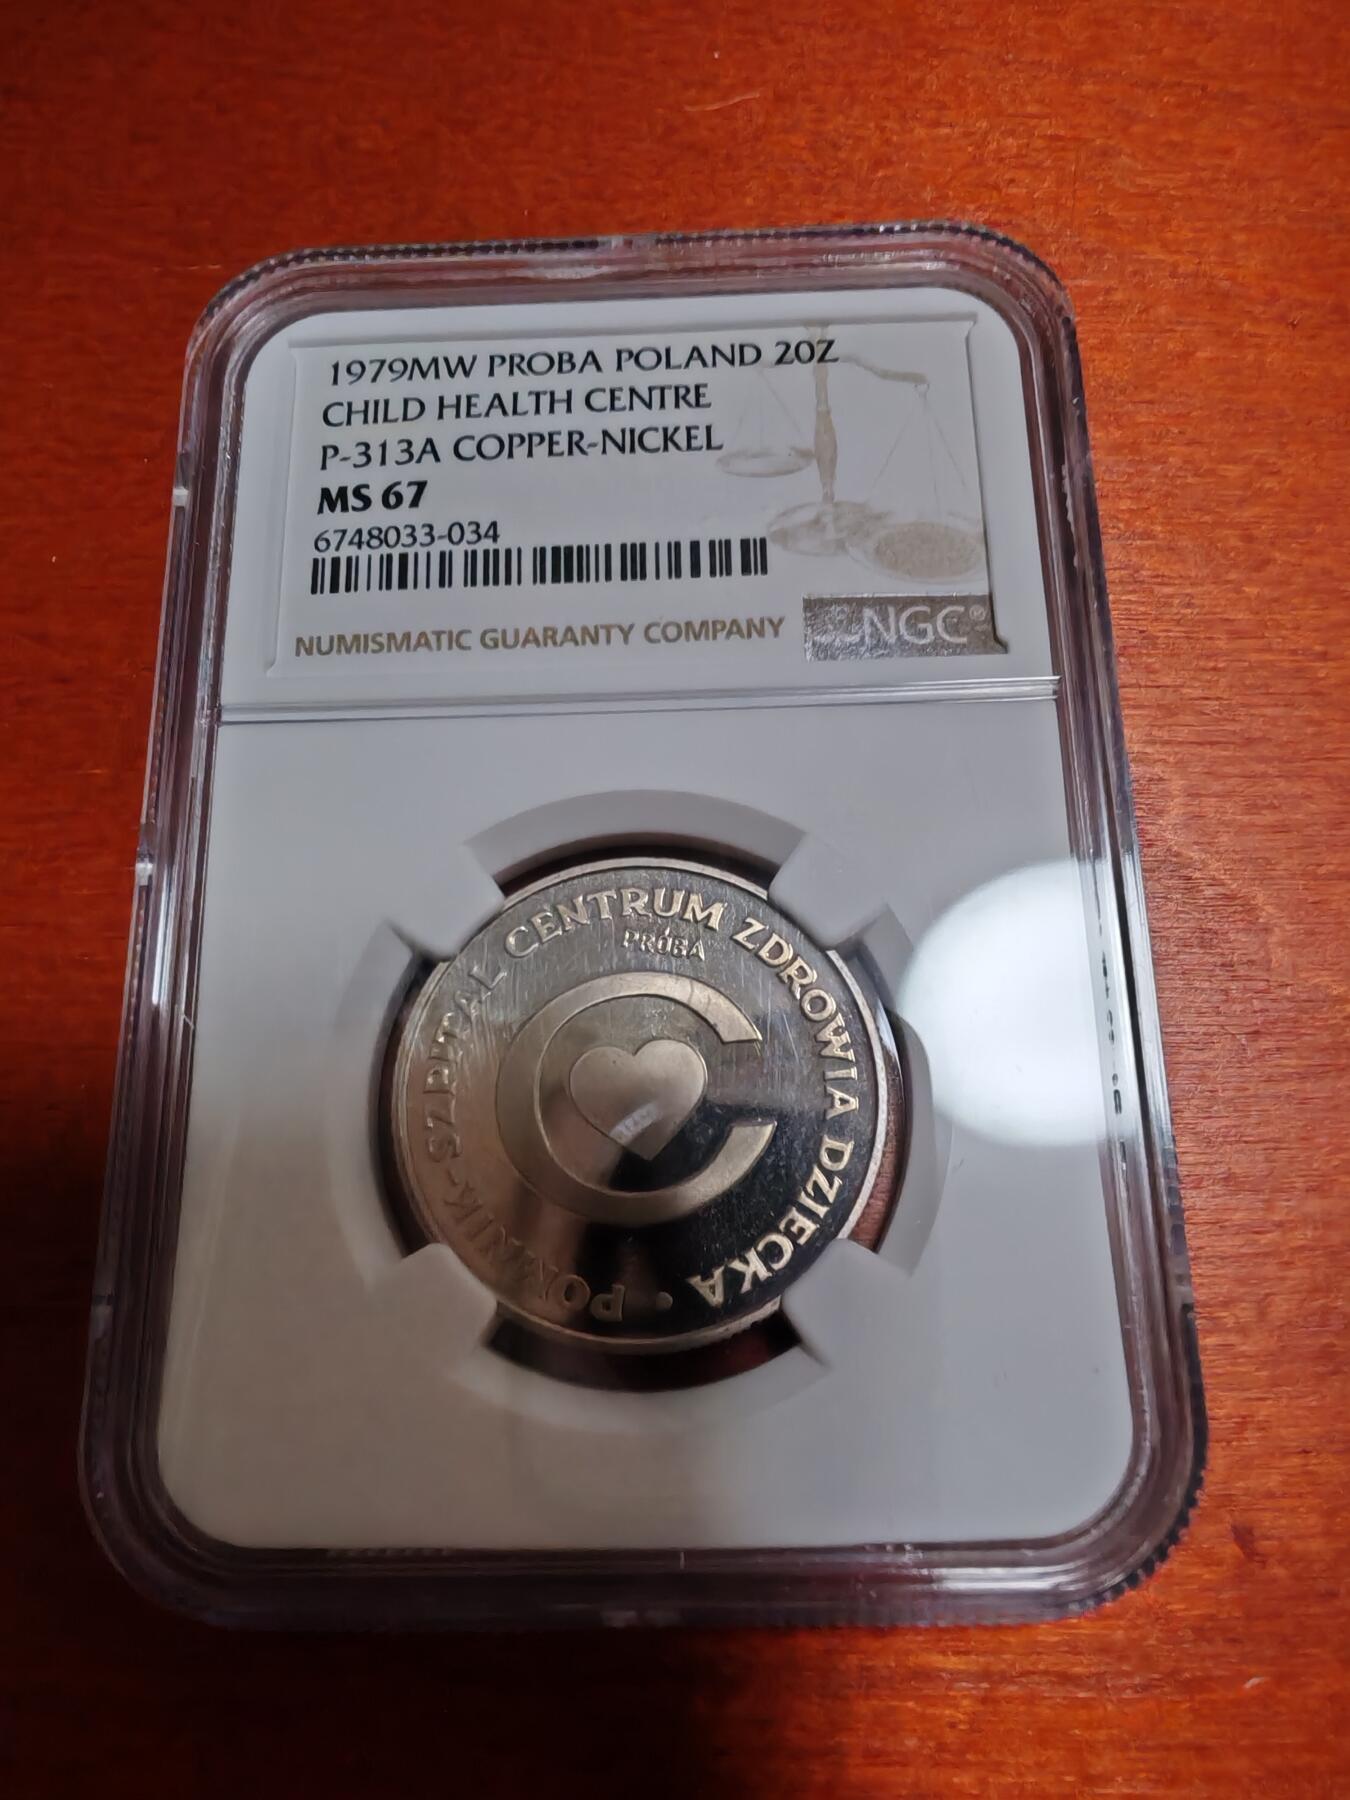 1979MW PROBA POLAND 20Z
CHILD HEALTH CENTRE
P-313A COPPER-NICKEL
MS 67
6748033-034
NUMISMATIC GUARANTY COMPANY
NGC®
POMNIK-SZPITAL CENTRUM ZDROWIA DZIECKA •
PRÓBA